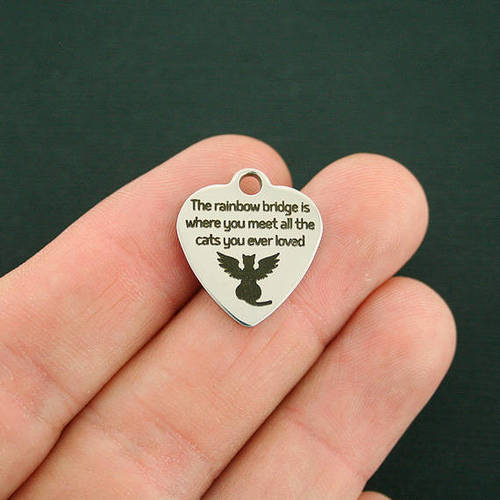 The rainbow bridge is
where you meet all the
cats you ever loved